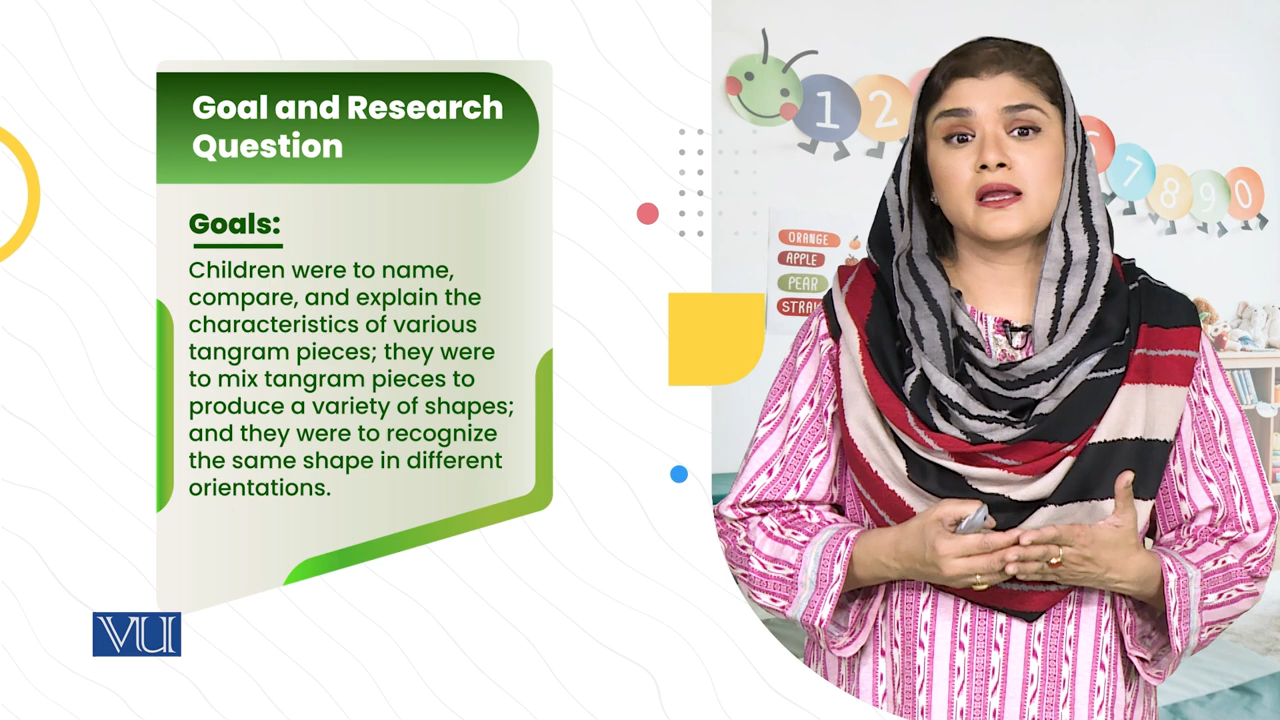 Goal and Research
Question
Goals:
Children were to name,
compare, and explain the
characteristics of various
tangram pieces; they were
to mix tangram pieces to
produce a variety of shapes;
and they were to recognize
the same shape in different
orientations.
VU
1 2 6 7 8 9 0
ORANGE
APPLE
PEAR